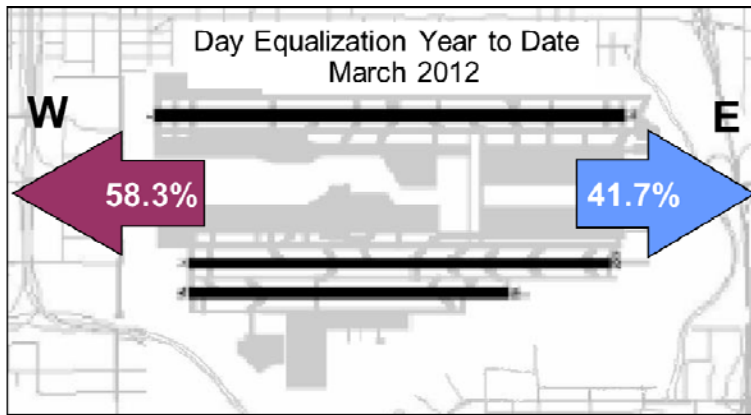 Day Equalization Year to Date
March 2012
W
E
58.3%
41.7%